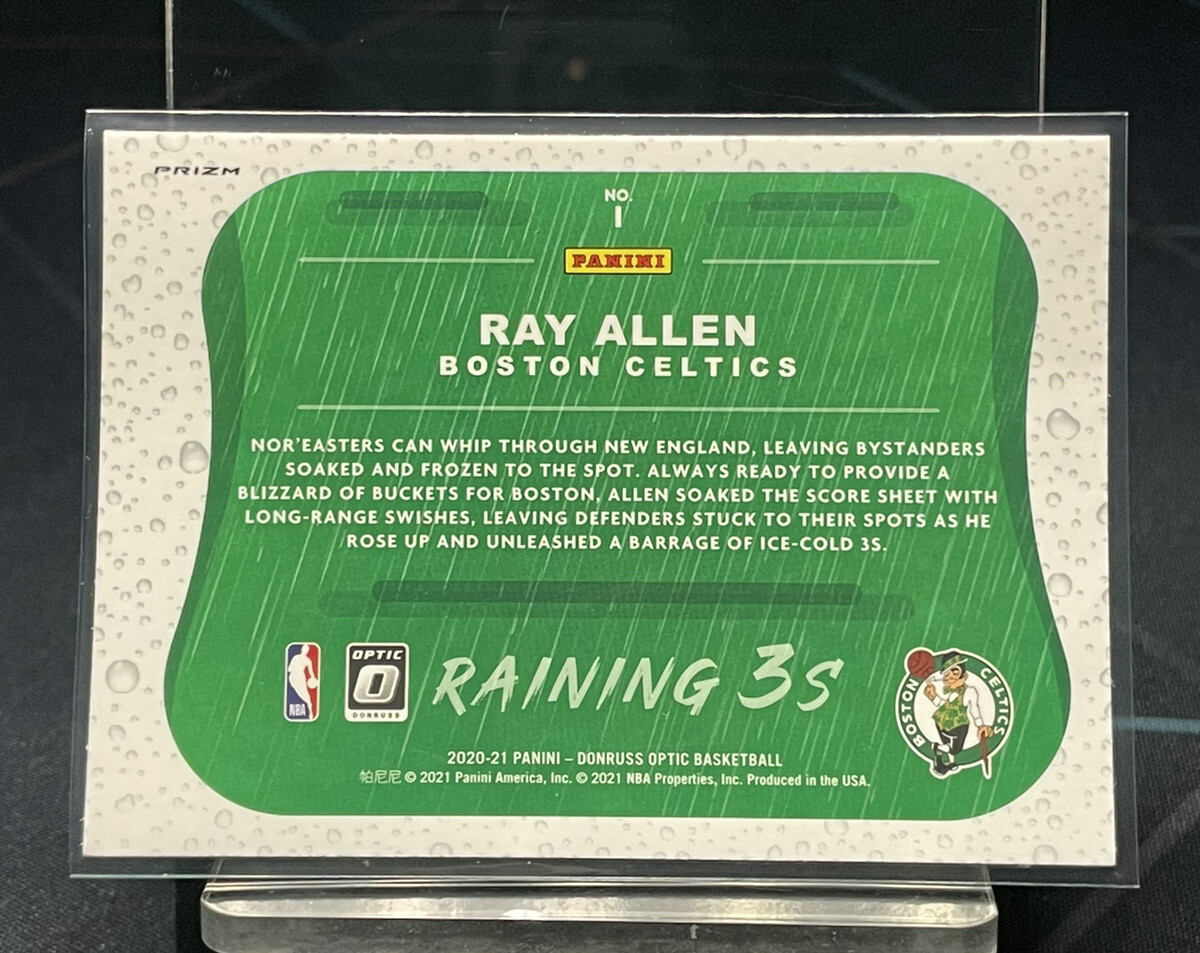 PRIZM
NO.
1
PANINI
RAY ALLEN
BOSTON CELTICS
NOR'EASTERS CAN WHIP THROUGH NEW ENGLAND, LEAVING BYSTANDERS
SOAKED AND FROZEN TO THE SPOT. ALWAYS READY TO PROVIDE A
BLIZZARD OF BUCKETS FOR BOSTON, ALLEN SOAKED THE SCORE SHEET WITH
LONG-RANGE SWISHES, LEAVING DEFENDERS STUCK TO THEIR SPOTS AS HE
ROSE UP AND UNLEASHED A BARRAGE OF ICE-COLD 3S.
NBA
OPTIC
O
DONRUSS
RAINING 3S
BOSTON CELTICS
2020-21 PANINI – DONRUSS OPTIC BASKETBALL
帕尼尼 © 2021 Panini America, Inc. © 2021 NBA Properties, Inc. Produced in the USA.